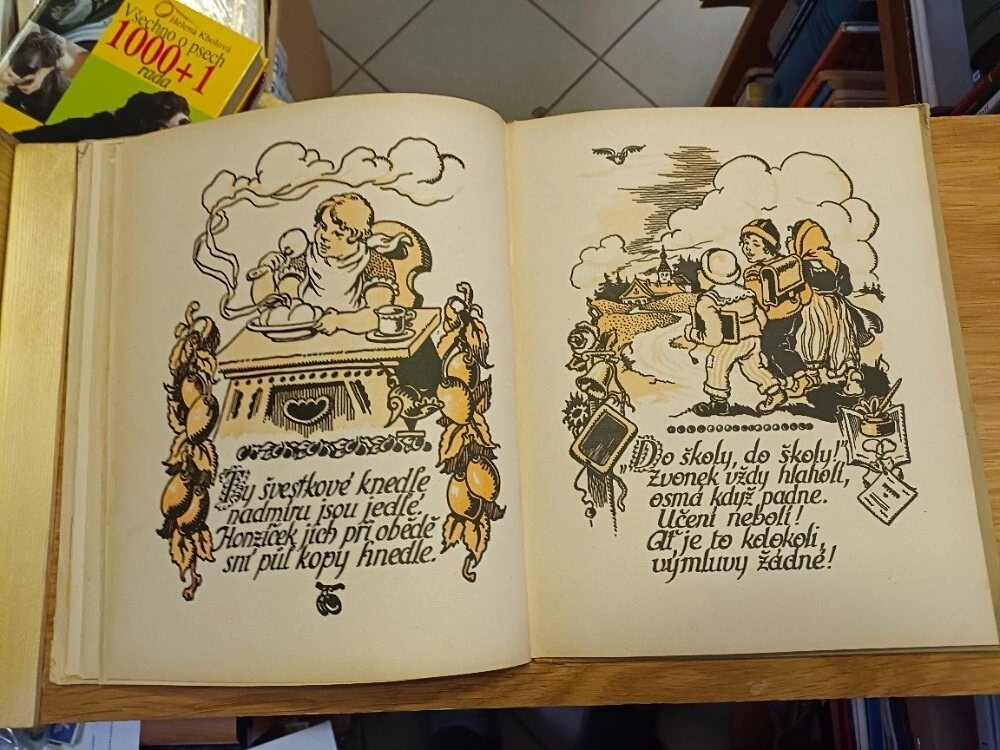 Helena Kholová
Všechno o psech
1000+1
rada
Ty švestkové knedle
nadmíru jsou jedlé,
Honzíček jich při obědě
sní půl kopy hnedle.
„Do školy, do školy!"
Zvonek vždy hlaholí,
osmá když padne.
Učení nebolí!
Ať je to kdokoli,
výmluvy žádné!